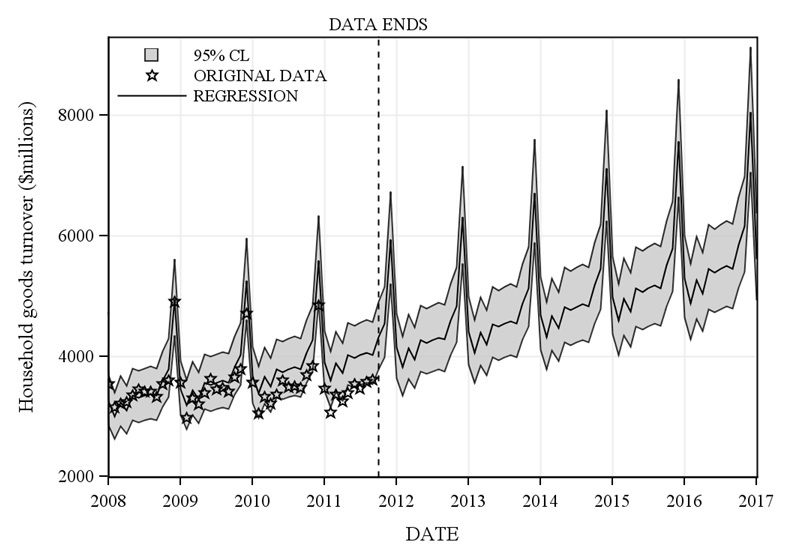 DATA ENDS
95% CL
ORIGINAL DATA
REGRESSION
Household goods turnover ($millions)
8000
6000
4000
2000
2008 2009 2010 2011 2012 2013 2014 2015 2016 2017
DATE